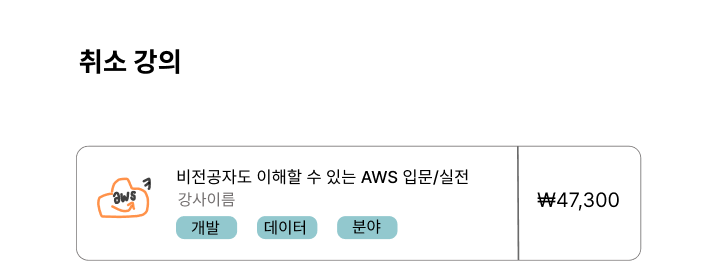 취소 강의
비전공자도 이해할 수 있는 AWS 입문/실전
강사이름
aws
개발 데이터 분야
₩47,300